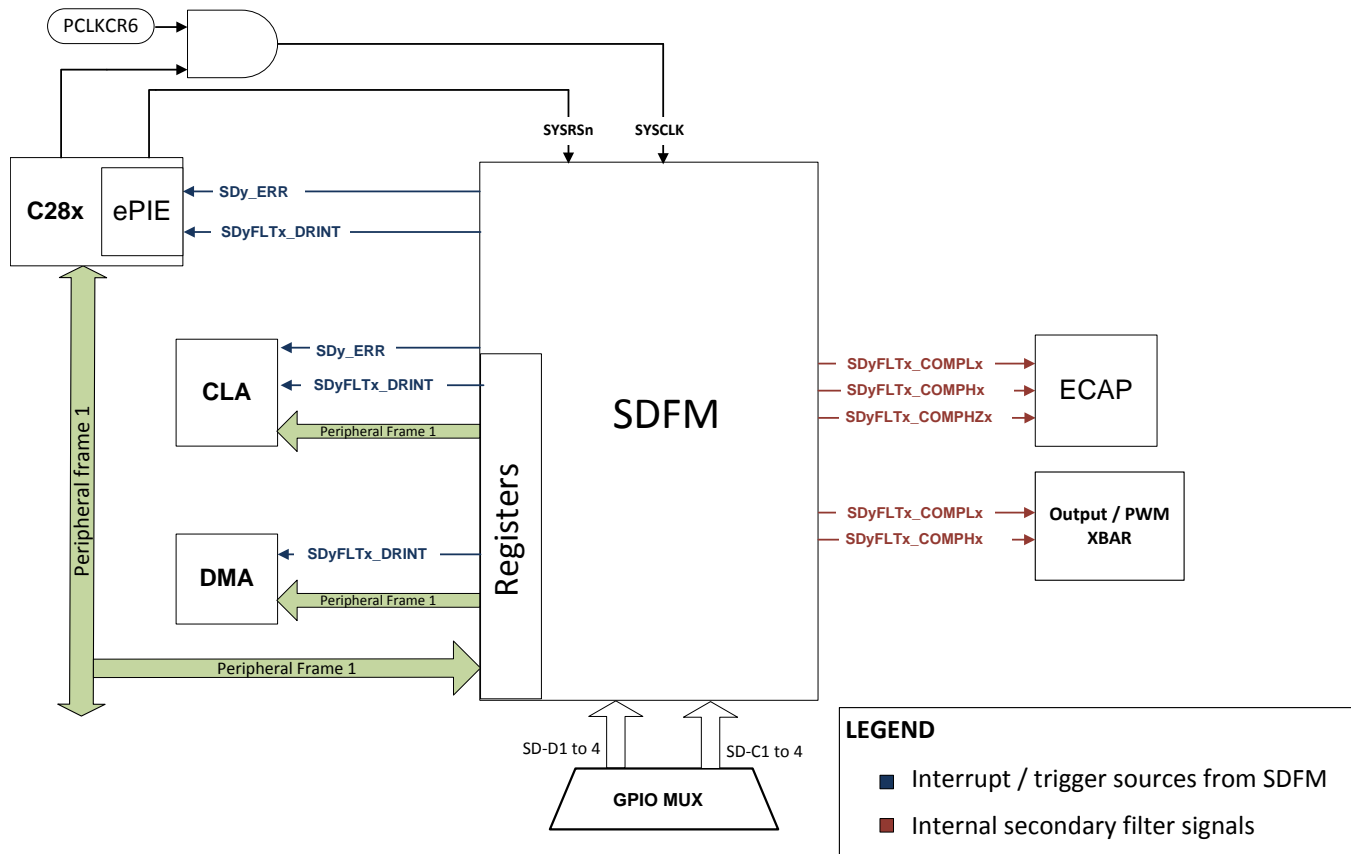 PCLKCR6
SYSRSn
SYSCLK
C28x
ePIE
SDy_ERR
SDyFLTx_DRINT
Peripheral frame 1
CLA
SDy_ERR
SDyFLTx_DRINT
Peripheral Frame 1
DMA
SDyFLTx_DRINT
Peripheral Frame 1
Peripheral Frame 1
Registers
SDFM
SDyFLTx_COMPLx
SDyFLTx_COMPHx
SDyFLTx_COMPHZx
ECAP
SDyFLTx_COMPLx
SDyFLTx_COMPHx
Output / PWM
XBAR
SD-D1 to 4
SD-C1 to 4
GPIO MUX
LEGEND
Interrupt / trigger sources from SDFM
Internal secondary filter signals